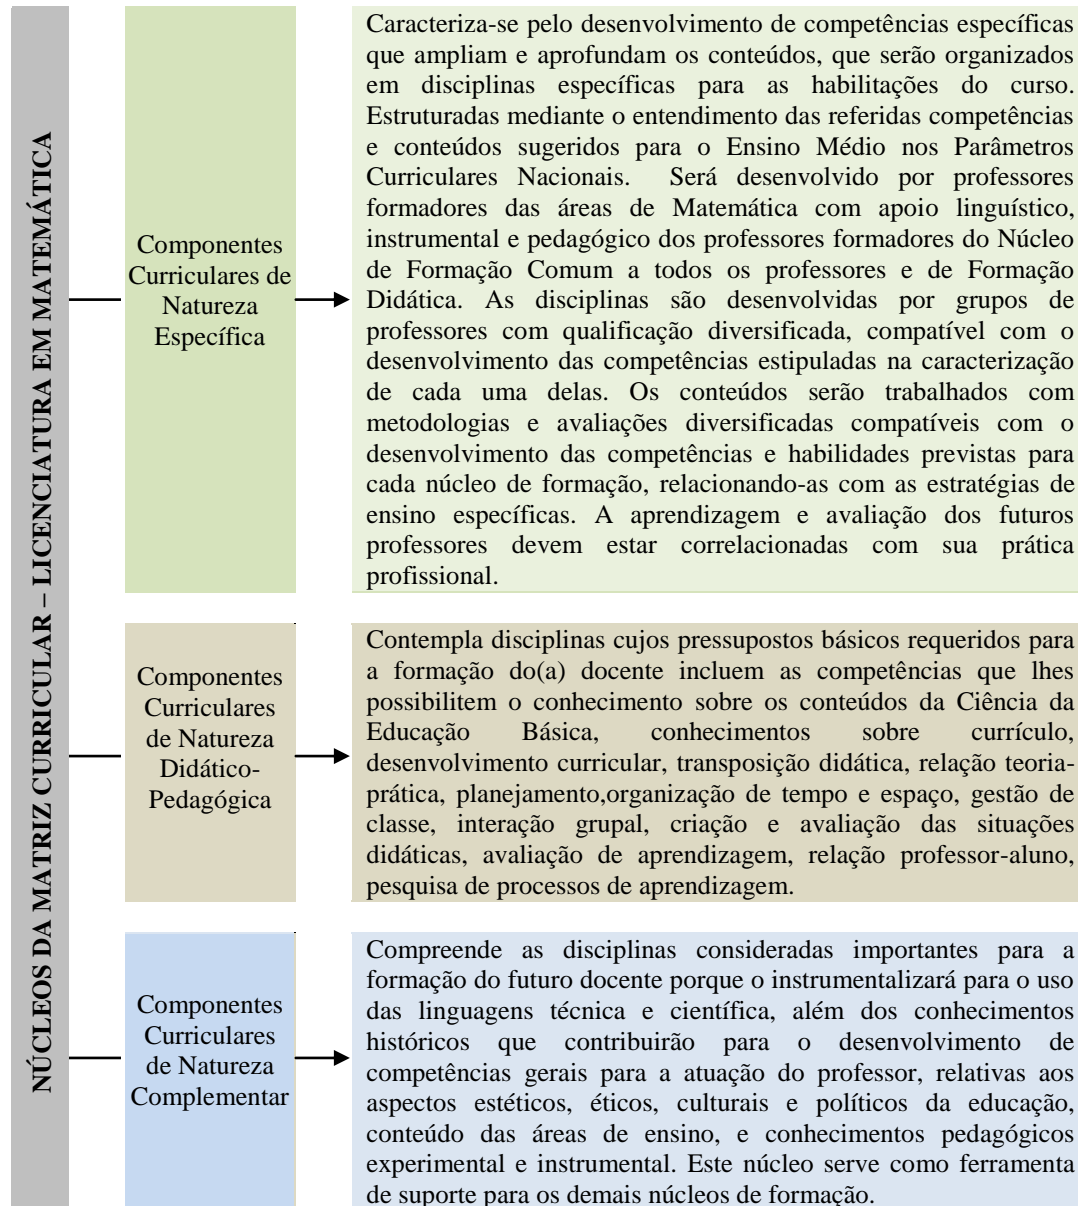 NÚCLEOS DA MATRIZ CURRICULAR – LICENCIATURA EM MATEMÁTICA
Componentes
Curriculares de
Natureza
Específica
Caracteriza-se pelo desenvolvimento de competências específicas
que ampliam e aprofundam os conteúdos, que serão organizados
em disciplinas específicas para as habilitações do curso.
Estruturadas mediante o entendimento das referidas competências
e conteúdos sugeridos para o Ensino Médio nos Parâmetros
Curriculares Nacionais. Será desenvolvido por professores
formadores das áreas de Matemática com apoio linguístico,
instrumental e pedagógico dos professores formadores do Núcleo
de Formação Comum a todos os professores e de Formação
Didática. As disciplinas são desenvolvidas por grupos de
professores com qualificação diversificada, compatível com o
desenvolvimento das competências estipuladas na caracterização
de cada uma delas. Os conteúdos serão trabalhados com
metodologias e avaliações diversificadas compatíveis com o
desenvolvimento das competências e habilidades previstas para
cada núcleo de formação, relacionando-as com as estratégias de
ensino específicas. A aprendizagem e avaliação dos futuros
professores devem estar correlacionadas com sua prática
profissional.
Componentes
Curriculares
de Natureza
Didático-
Pedagógica
Contempla disciplinas cujos pressupostos básicos requeridos para
a formação do(a) docente incluem as competências que lhes
possibilitem o conhecimento sobre os conteúdos da Ciência da
Educação Básica, conhecimentos sobre currículo,
desenvolvimento curricular, transposição didática, relação teoria-
prática, planejamento,organização de tempo e espaço, gestão de
classe, interação grupal, criação e avaliação das situações
didáticas, avaliação de aprendizagem, relação professor-aluno,
pesquisa de processos de aprendizagem.
Componentes
Curriculares
de Natureza
Complementar
Compreende as disciplinas consideradas importantes para a
formação do futuro docente porque o instrumentalizará para o uso
das linguagens técnica e científica, além dos conhecimentos
históricos que contribuirão para o desenvolvimento de
competências gerais para a atuação do professor, relativas aos
aspectos estéticos, éticos, culturais e políticos da educação,
conteúdo das áreas de ensino, e conhecimentos pedagógicos
experimental e instrumental. Este núcleo serve como ferramenta
de suporte para os demais núcleos de formação.